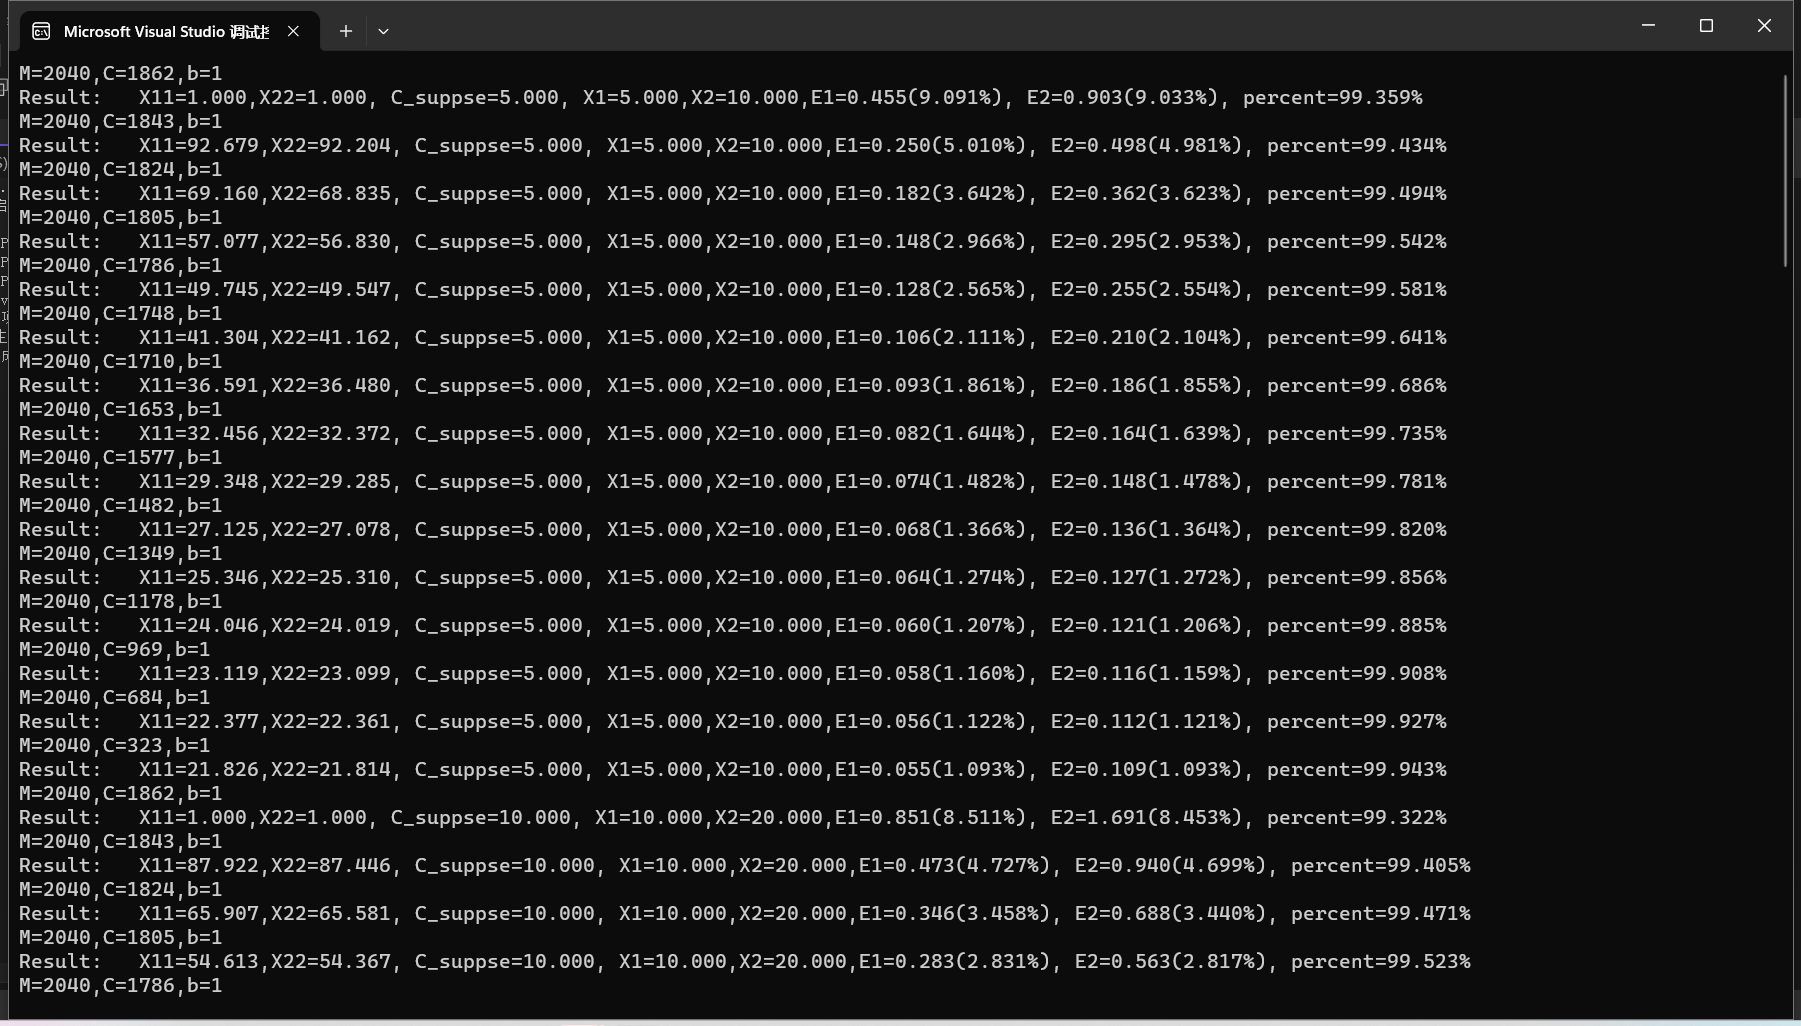 Microsoft Visual Studio 调试
M=2040,C=1862,b=1
Result:   X11=1.000,X22=1.000, C_suppse=5.000, X1=5.000,X2=10.000,E1=0.455(9.091%), E2=0.903(9.033%), percent=99.359%
M=2040,C=1843,b=1
Result:   X11=92.679,X22=92.204, C_suppse=5.000, X1=5.000,X2=10.000,E1=0.250(5.010%), E2=0.498(4.981%), percent=99.434%
M=2040,C=1824,b=1
Result:   X11=69.160,X22=68.835, C_suppse=5.000, X1=5.000,X2=10.000,E1=0.182(3.642%), E2=0.362(3.623%), percent=99.494%
M=2040,C=1805,b=1
Result:   X11=57.077,X22=56.830, C_suppse=5.000, X1=5.000,X2=10.000,E1=0.148(2.966%), E2=0.295(2.953%), percent=99.542%
M=2040,C=1786,b=1
Result:   X11=49.745,X22=49.547, C_suppse=5.000, X1=5.000,X2=10.000,E1=0.128(2.565%), E2=0.255(2.554%), percent=99.581%
M=2040,C=1748,b=1
Result:   X11=41.304,X22=41.162, C_suppse=5.000, X1=5.000,X2=10.000,E1=0.106(2.111%), E2=0.210(2.104%), percent=99.641%
M=2040,C=1710,b=1
Result:   X11=36.591,X22=36.480, C_suppse=5.000, X1=5.000,X2=10.000,E1=0.093(1.861%), E2=0.186(1.855%), percent=99.686%
M=2040,C=1653,b=1
Result:   X11=32.456,X22=32.372, C_suppse=5.000, X1=5.000,X2=10.000,E1=0.082(1.644%), E2=0.164(1.639%), percent=99.735%
M=2040,C=1577,b=1
Result:   X11=29.348,X22=29.285, C_suppse=5.000, X1=5.000,X2=10.000,E1=0.074(1.482%), E2=0.148(1.478%), percent=99.781%
M=2040,C=1482,b=1
Result:   X11=27.125,X22=27.078, C_suppse=5.000, X1=5.000,X2=10.000,E1=0.068(1.366%), E2=0.136(1.364%), percent=99.820%
M=2040,C=1349,b=1
Result:   X11=25.346,X22=25.310, C_suppse=5.000, X1=5.000,X2=10.000,E1=0.064(1.274%), E2=0.127(1.272%), percent=99.856%
M=2040,C=1178,b=1
Result:   X11=24.046,X22=24.019, C_suppse=5.000, X1=5.000,X2=10.000,E1=0.060(1.207%), E2=0.121(1.206%), percent=99.885%
M=2040,C=969,b=1
Result:   X11=23.119,X22=23.099, C_suppse=5.000, X1=5.000,X2=10.000,E1=0.058(1.160%), E2=0.116(1.159%), percent=99.908%
M=2040,C=684,b=1
Result:   X11=22.377,X22=22.361, C_suppse=5.000, X1=5.000,X2=10.000,E1=0.056(1.122%), E2=0.112(1.121%), percent=99.927%
M=2040,C=323,b=1
Result:   X11=21.826,X22=21.814, C_suppse=5.000, X1=5.000,X2=10.000,E1=0.055(1.093%), E2=0.109(1.093%), percent=99.943%
M=2040,C=1862,b=1
Result:   X11=1.000,X22=1.000, C_suppse=10.000, X1=10.000,X2=20.000,E1=0.851(8.511%), E2=1.691(8.453%), percent=99.322%
M=2040,C=1843,b=1
Result:   X11=87.922,X22=87.446, C_suppse=10.000, X1=10.000,X2=20.000,E1=0.473(4.727%), E2=0.940(4.699%), percent=99.405%
M=2040,C=1824,b=1
Result:   X11=65.907,X22=65.581, C_suppse=10.000, X1=10.000,X2=20.000,E1=0.346(3.458%), E2=0.688(3.440%), percent=99.471%
M=2040,C=1805,b=1
Result:   X11=54.613,X22=54.367, C_suppse=10.000, X1=10.000,X2=20.000,E1=0.283(2.831%), E2=0.563(2.817%), percent=99.523%
M=2040,C=1786,b=1